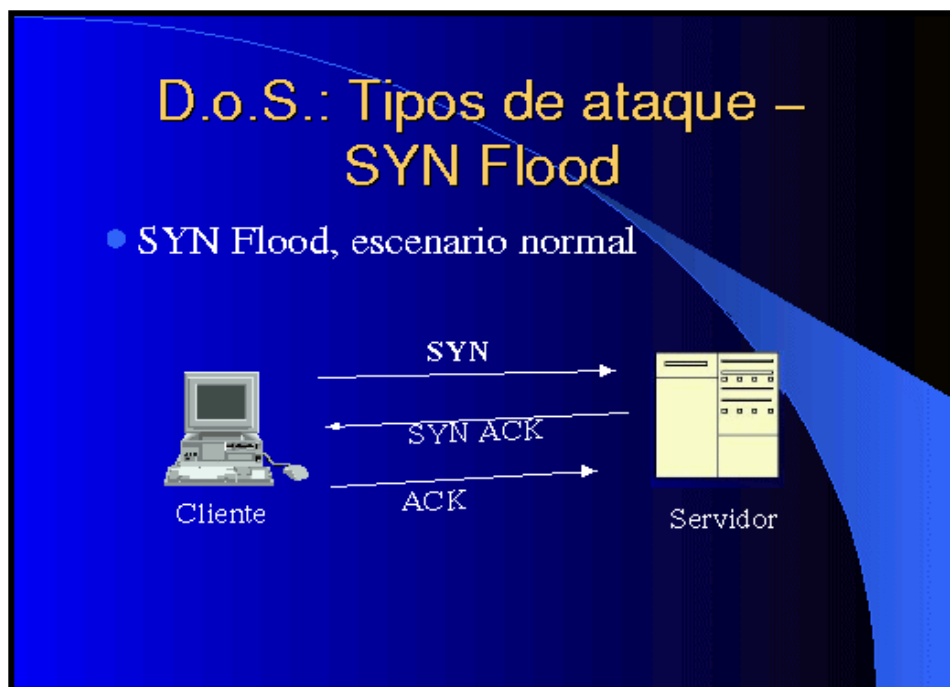 D.o.S.: Tipos de ataque –
SYN Flood
SYN Flood, escenario normal
SYN
SYN ACK
ACK
Cliente
Servidor